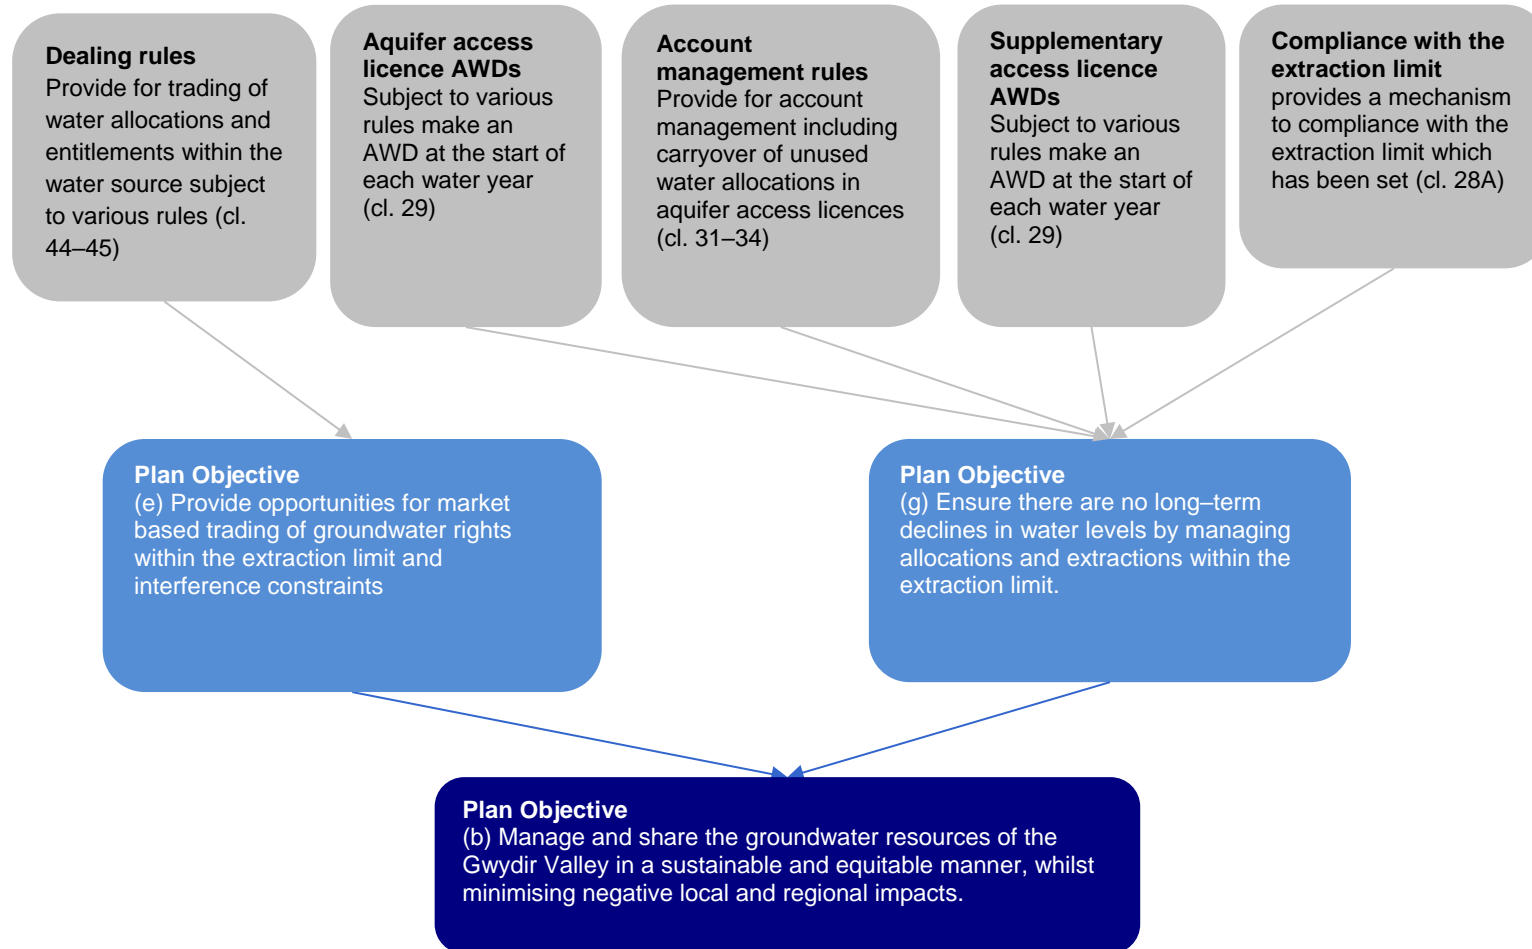 Dealing rules
Provide for trading of
water allocations and
entitlements within the
water source subject
to various rules (cl.
44–45)
Aquifer access
licence AWDs
Subject to various
rules make an
AWD at the start of
each water year
(cl. 29)
Account
management rules
Provide for account
management including
carryover of unused
water allocations in
aquifer access licences
(cl. 31–34)
Supplementary
access licence
AWDs
Subject to various
rules make an
AWD at the start of
each water year
(cl. 29)
Compliance with the
extraction limit
provides a mechanism
to compliance with the
extraction limit which
has been set (cl. 28A)
Plan Objective
(e) Provide opportunities for market
based trading of groundwater rights
within the extraction limit and
interference constraints
Plan Objective
(g) Ensure there are no long–term
declines in water levels by managing
allocations and extractions within the
extraction limit.
Plan Objective
(b) Manage and share the groundwater resources of the
Gwydir Valley in a sustainable and equitable manner, whilst
minimising negative local and regional impacts.